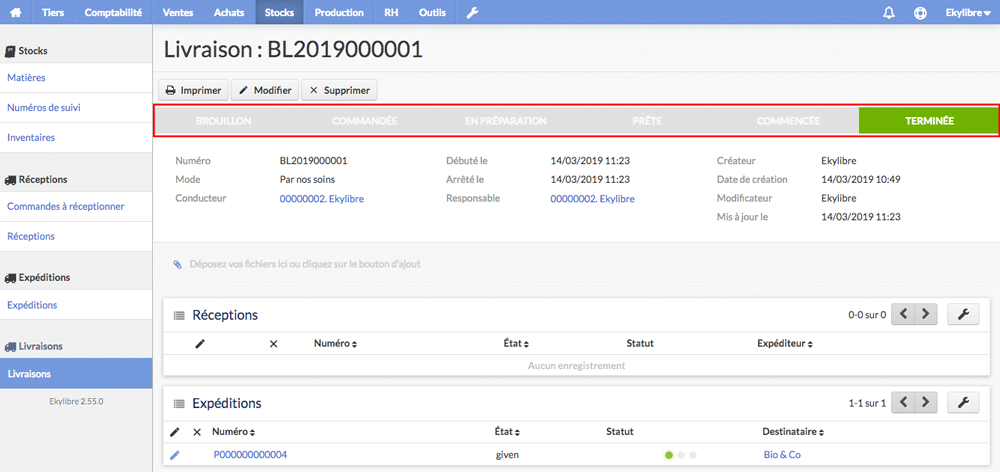 Tiers Comptabilité Ventes Achats Stocks Production RH Outils Ekylibre
Stocks
Matières
Numéros de suivi
Inventaires
Réceptions
Commandes à réceptionner
Réceptions
Expéditions
Expéditions
Livraisons
Livraisons
Ekylibre 2.55.0
Livraison : BL2019000001
Imprimer Modifier Supprimer
BROUILLON COMMANDÉE EN PRÉPARATION PRÊTE COMMENCÉE TERMINÉE
Numéro BL2019000001 Débuté le 14/03/2019 11:23 Créateur Ekylibre
Mode Par nos soins Arrêté le 14/03/2019 11:23 Date de création 14/03/2019 10:49
Conducteur 00000002. Ekylibre Responsable 00000002. Ekylibre Modificateur Ekylibre
Mis à jour le 14/03/2019 11:23
Déposez vos fichiers ici ou cliquez sur le bouton d'ajout
Réceptions 0-0 sur 0
Numéro État Statut Expéditeur
Aucun enregistrement
Expéditions 1-1 sur 1
Numéro État Statut Destinataire
P000000000004 given Bio & Co